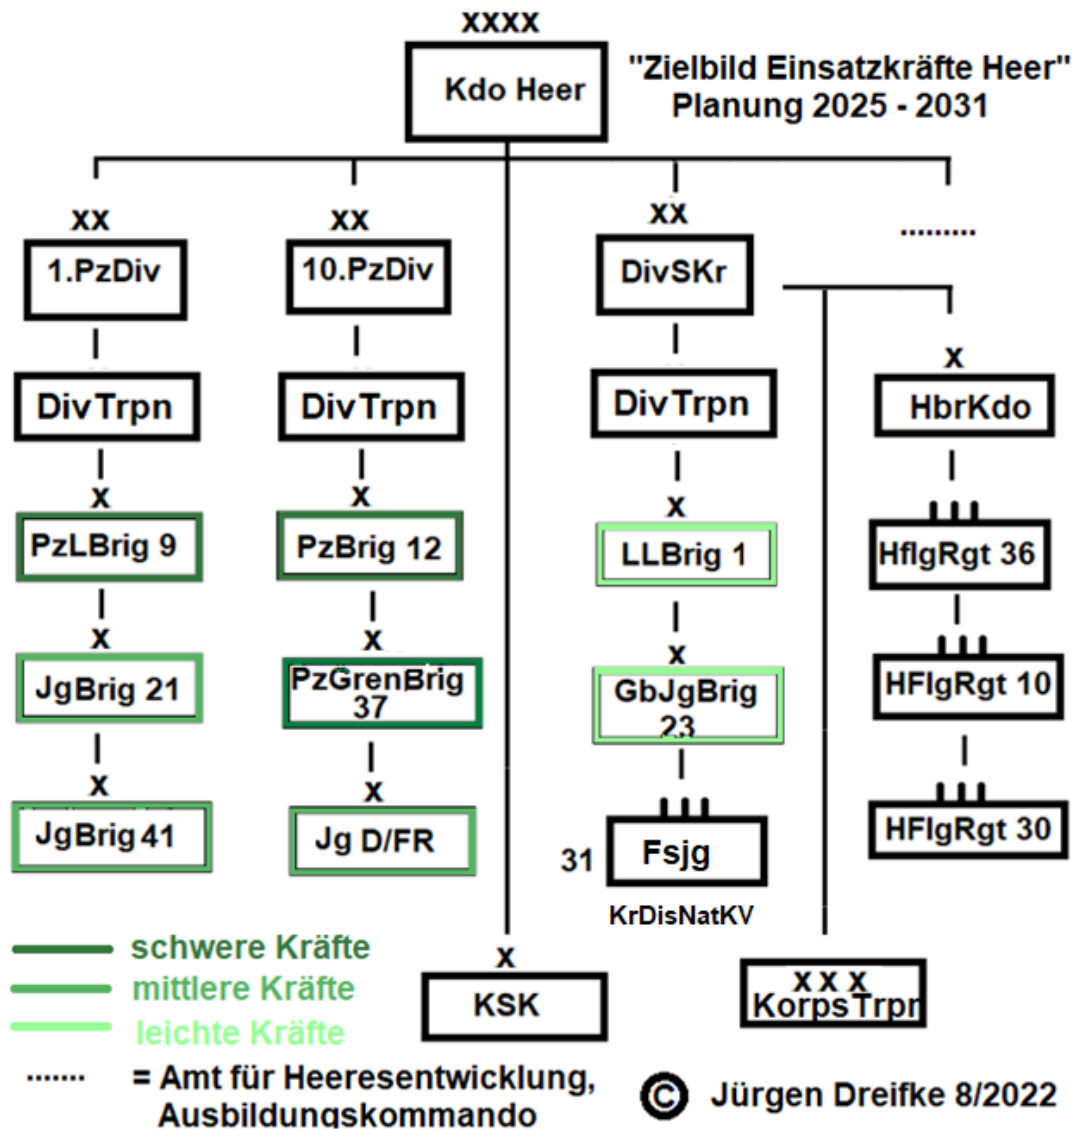 xxxx
Kdo Heer
"Zielbild Einsatzkräfte Heer"
Planung 2025 - 2031
xx
1.PzDiv
DivTrpn
x
PzLBrig 9
x
JgBrig 21
x
JgBrig 41
xx
10.PzDiv
DivTrpn
x
PzBrig 12
x
PzGrenBrig
37
x
Jg D/FR
xx
DivSKr
DivTrpn
x
LLBrig 1
x
GbJgBrig
23
31
Fsjg
KrDisNatKV
.........
x
HbrKdo
HflgRgt 36
HFlgRgt 10
HFlgRgt 30
x
KSK
x x x
KorpsTrpn
schwere Kräfte
mittlere Kräfte
leichte Kräfte
....... = Amt für Heeresentwicklung,
Ausbildungskommando
© Jürgen Dreifke 8/2022